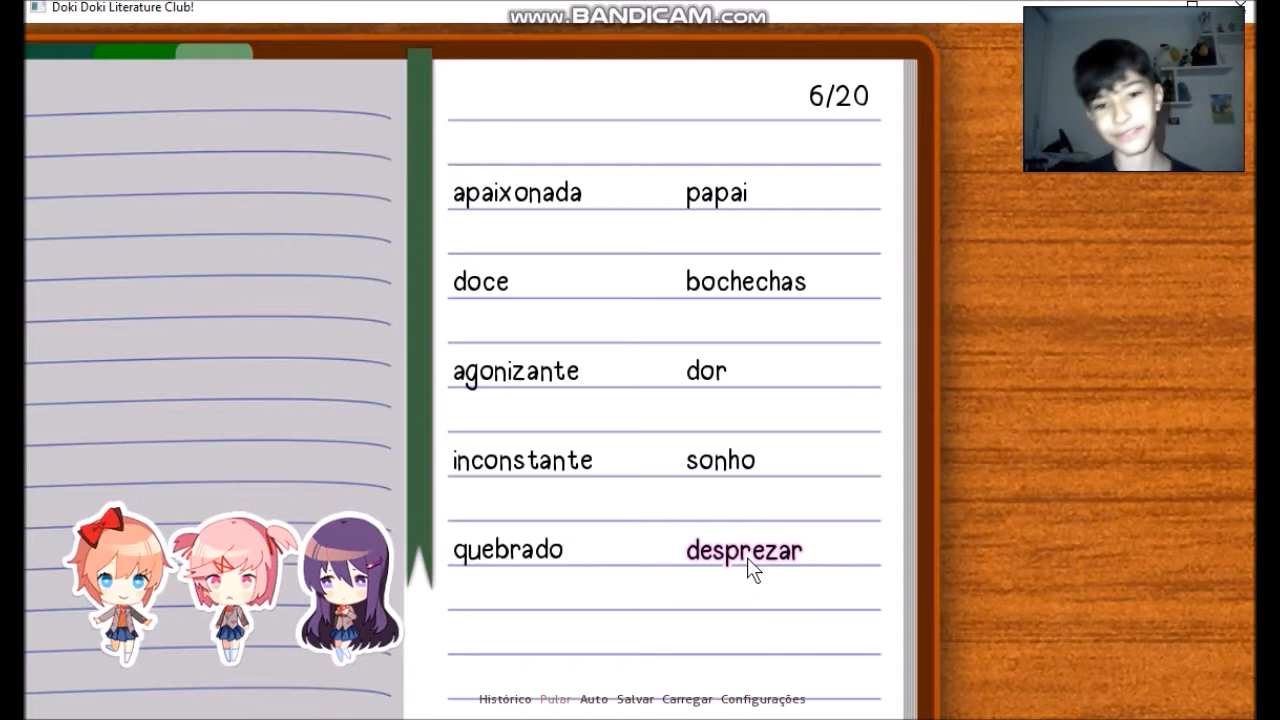 Doki Doki Literature Club!
www.BANDICAM.com
6/20
apaixonada papai
doce bochechas
agonizante dor
inconstante sonho
quebrado desprezar
Histórico Pular Auto Salvar Carregar Configurações